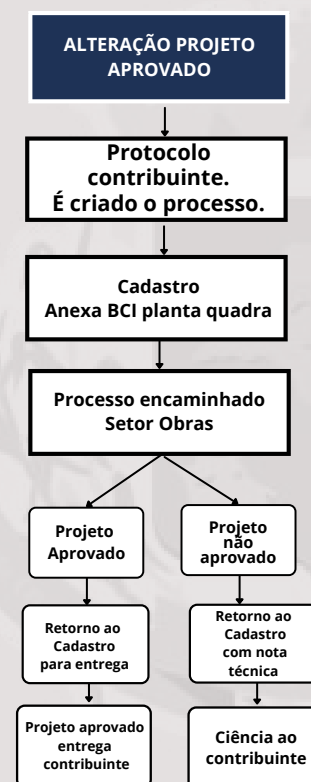 ALTERAÇÃO PROJETO
APROVADO
Protocolo
contribuinte.
É criado o processo.
Cadastro
Anexa BCI planta quadra
Processo encaminhado
Setor Obras
Projeto
Aprovado
Projeto
não
aprovado
Retorno ao
Cadastro
para entrega
Retorno ao
Cadastro
com nota
técnica
Projeto aprovado
entrega
contribuinte
Ciência ao
contribuinte